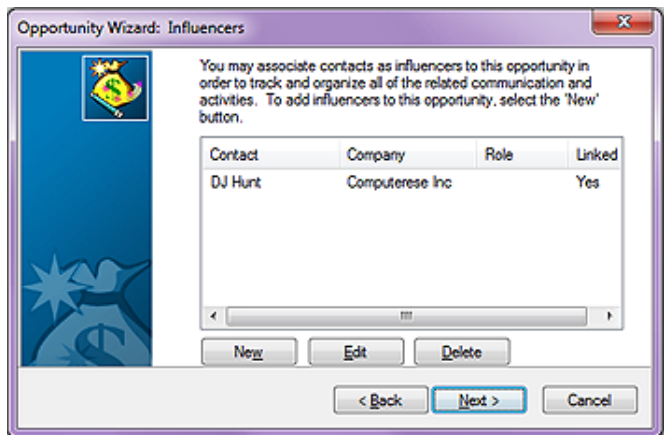 Opportunity Wizard: Influencers
You may associate contacts as influencers to this opportunity in
order to track and organize all of the related communication and
activities. To add influencers to this opportunity, select the 'New'
button.
Contact Company Role Linked
DJ Hunt Computerese Inc Yes
New Edit Delete
< Back Next > Cancel